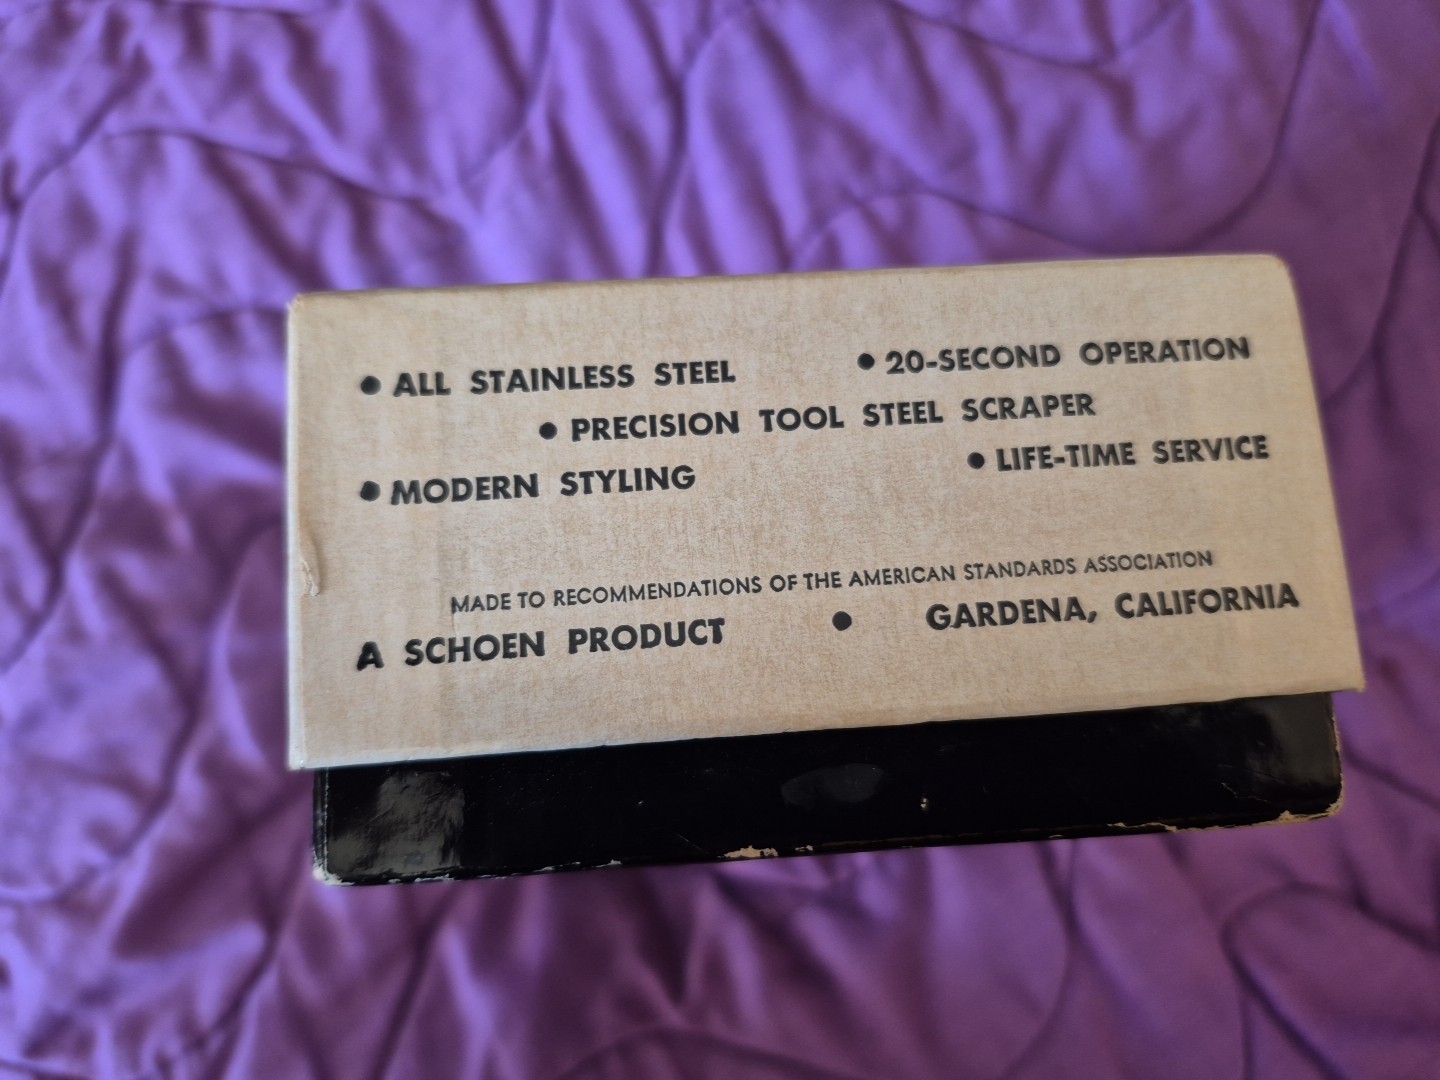 ● ALL STAINLESS STEEL ● 20-SECOND OPERATION
● PRECISION TOOL STEEL SCRAPER
● MODERN STYLING ● LIFE-TIME SERVICE
MADE TO RECOMMENDATIONS OF THE AMERICAN STANDARDS ASSOCIATION
A SCHOEN PRODUCT ● GARDENA, CALIFORNIA